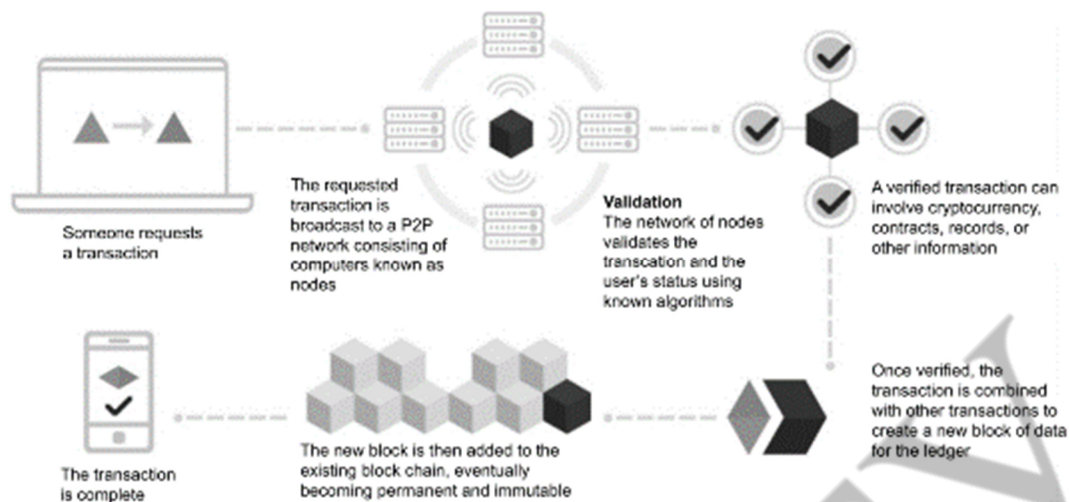 Someone requests
a transaction
The requested
transaction is
broadcast to a P2P
network consisting of
computers known as
nodes
Validation
The network of nodes
validates the
transcation and the
user's status using
known algorithms
A verified transaction can
involve cryptocurrency,
contracts, records, or
other information
Once verified, the
transaction is combined
with other transactions to
create a new block of data
for the ledger
The new block is then added to the
existing block chain, eventually
becoming permanent and immutable
The transaction
is complete